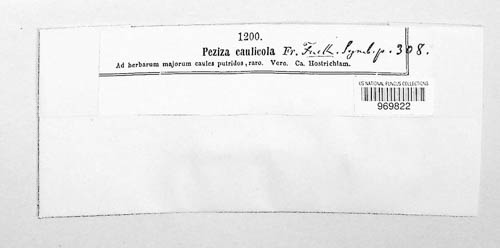 1200.
Peziza caulicola Fr. Fuck. Symb. p. 308.
Ad herbarum majorum caules putridos, raro. Vere. Ca. Hostrichiam.
US NATIONAL FUNGUS COLLECTIONS
969822